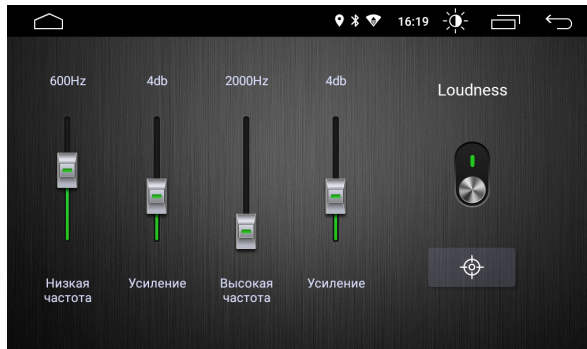 16:19
600Hz
4db
2000Hz
4db
Loudness
Низкая
частота
Усиление
Высокая
частота
Усиление